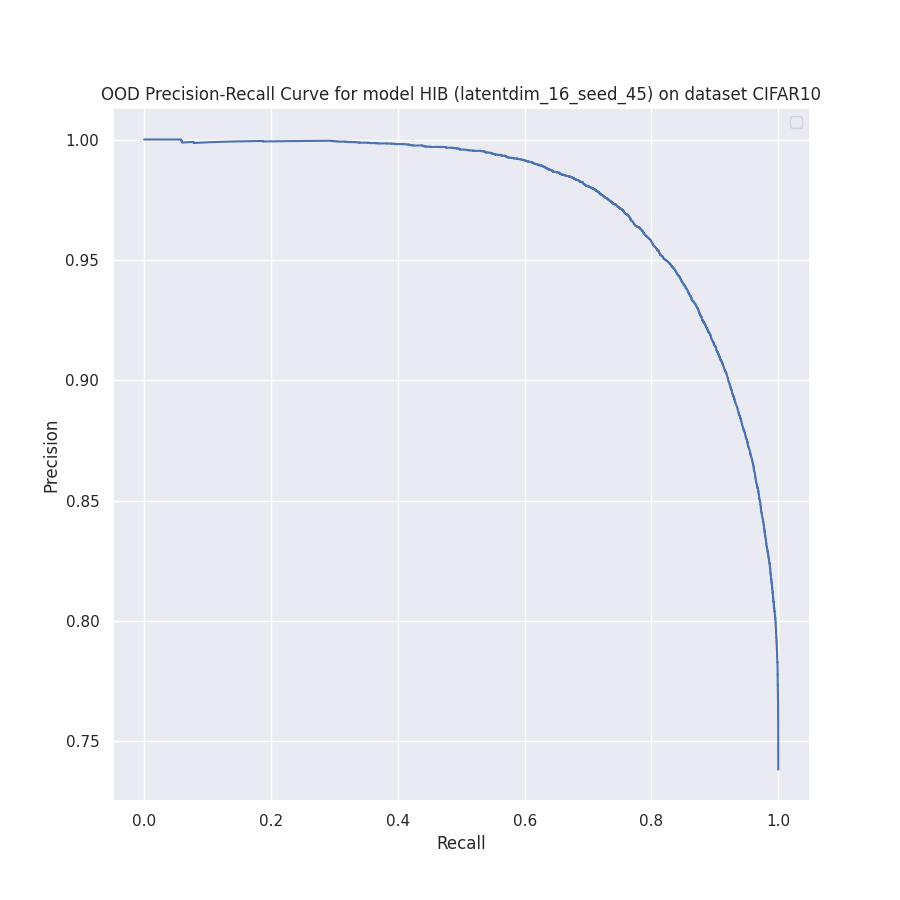 OOD Precision-Recall Curve for model HIB (latentdim_16_seed_45) on dataset CIFAR10
1.00
0.95
0.90
0.85
0.80
0.75
Precision
0.0 0.2 0.4 0.6 0.8 1.0
Recall